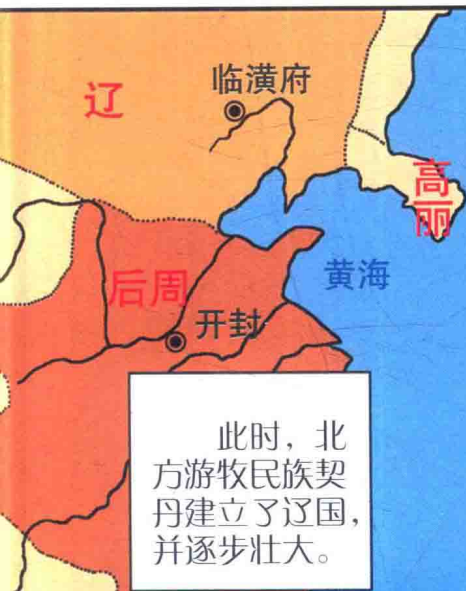 辽
临潢府
高丽
后周
黄海
开封
此时，北
方游牧民族契
丹建立了辽国，
并逐步壮大。